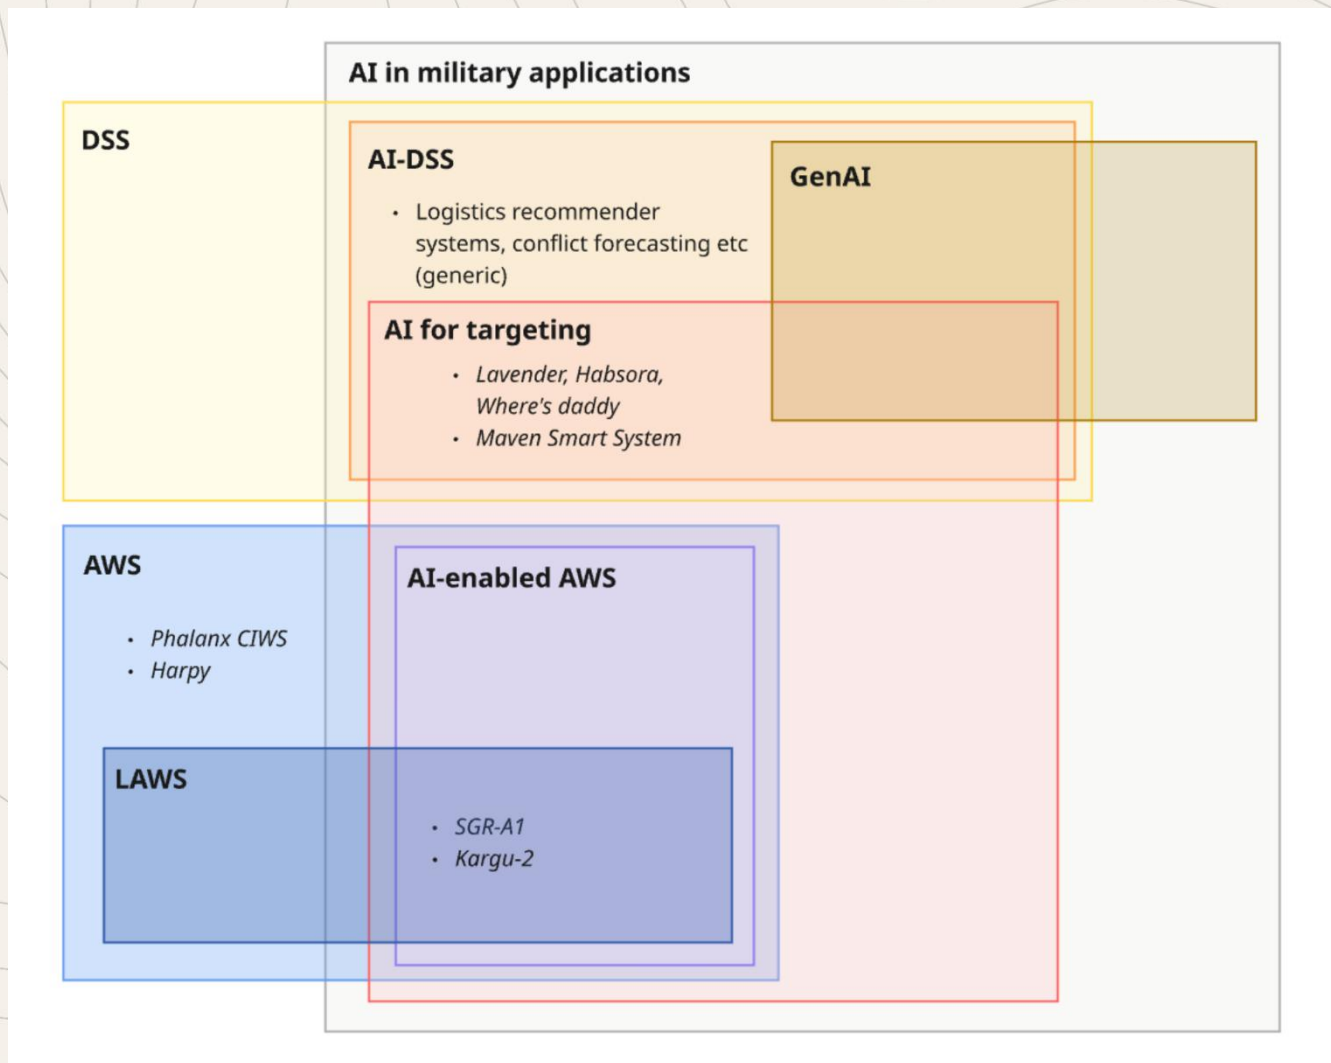 AI in military applications
DSS
AI-DSS
• Logistics recommender
systems, conflict forecasting etc
(generic)
GenAI
AI for targeting
• Lavender, Habsora,
Where's daddy
• Maven Smart System
AWS
• Phalanx CIWS
• Harpy
AI-enabled AWS
LAWS
• SGR-A1
• Kargu-2